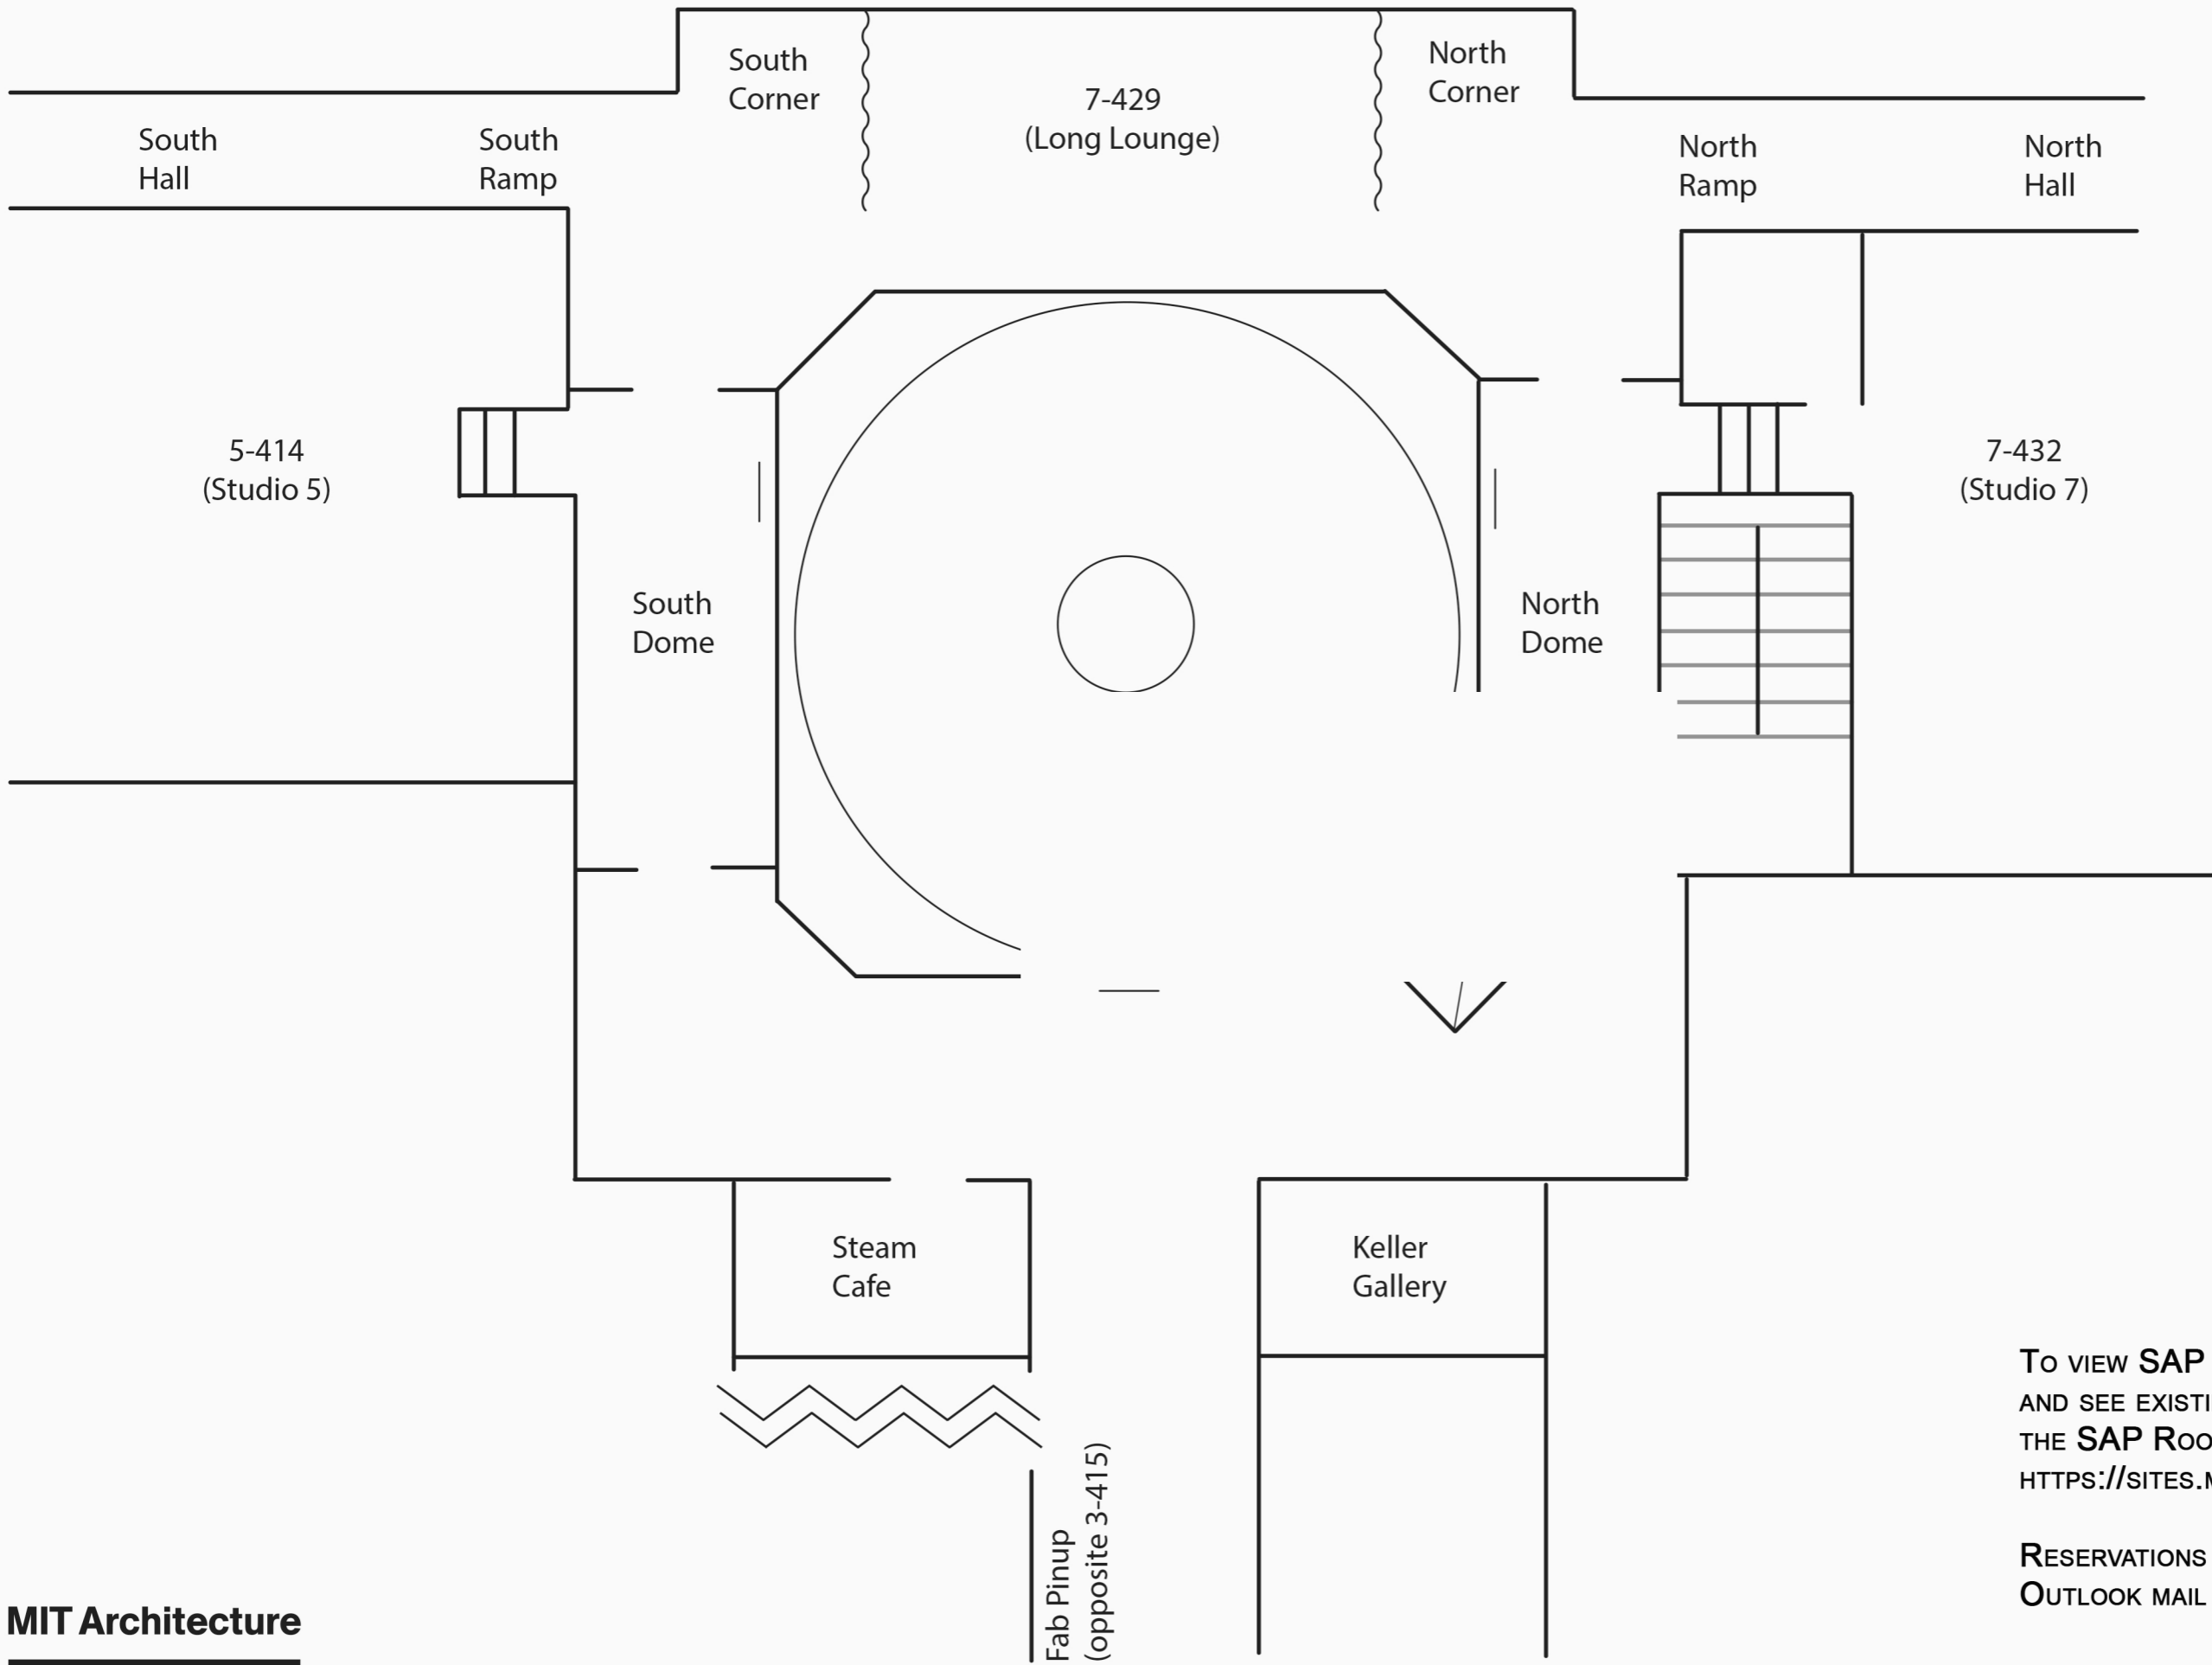 South
Corner
7-429
(Long Lounge)
North
Corner
South
Hall
South
Ramp
North
Ramp
North
Hall
5-414
(Studio 5)
7-432
(Studio 7)
South
Dome
North
Dome
Steam
Cafe
Keller
Gallery
Fab Pinup
(opposite 3-415)
To view SAP
and see existi
the SAP Roo
https://sites.m
Reservations
Outlook mail
MIT Architecture